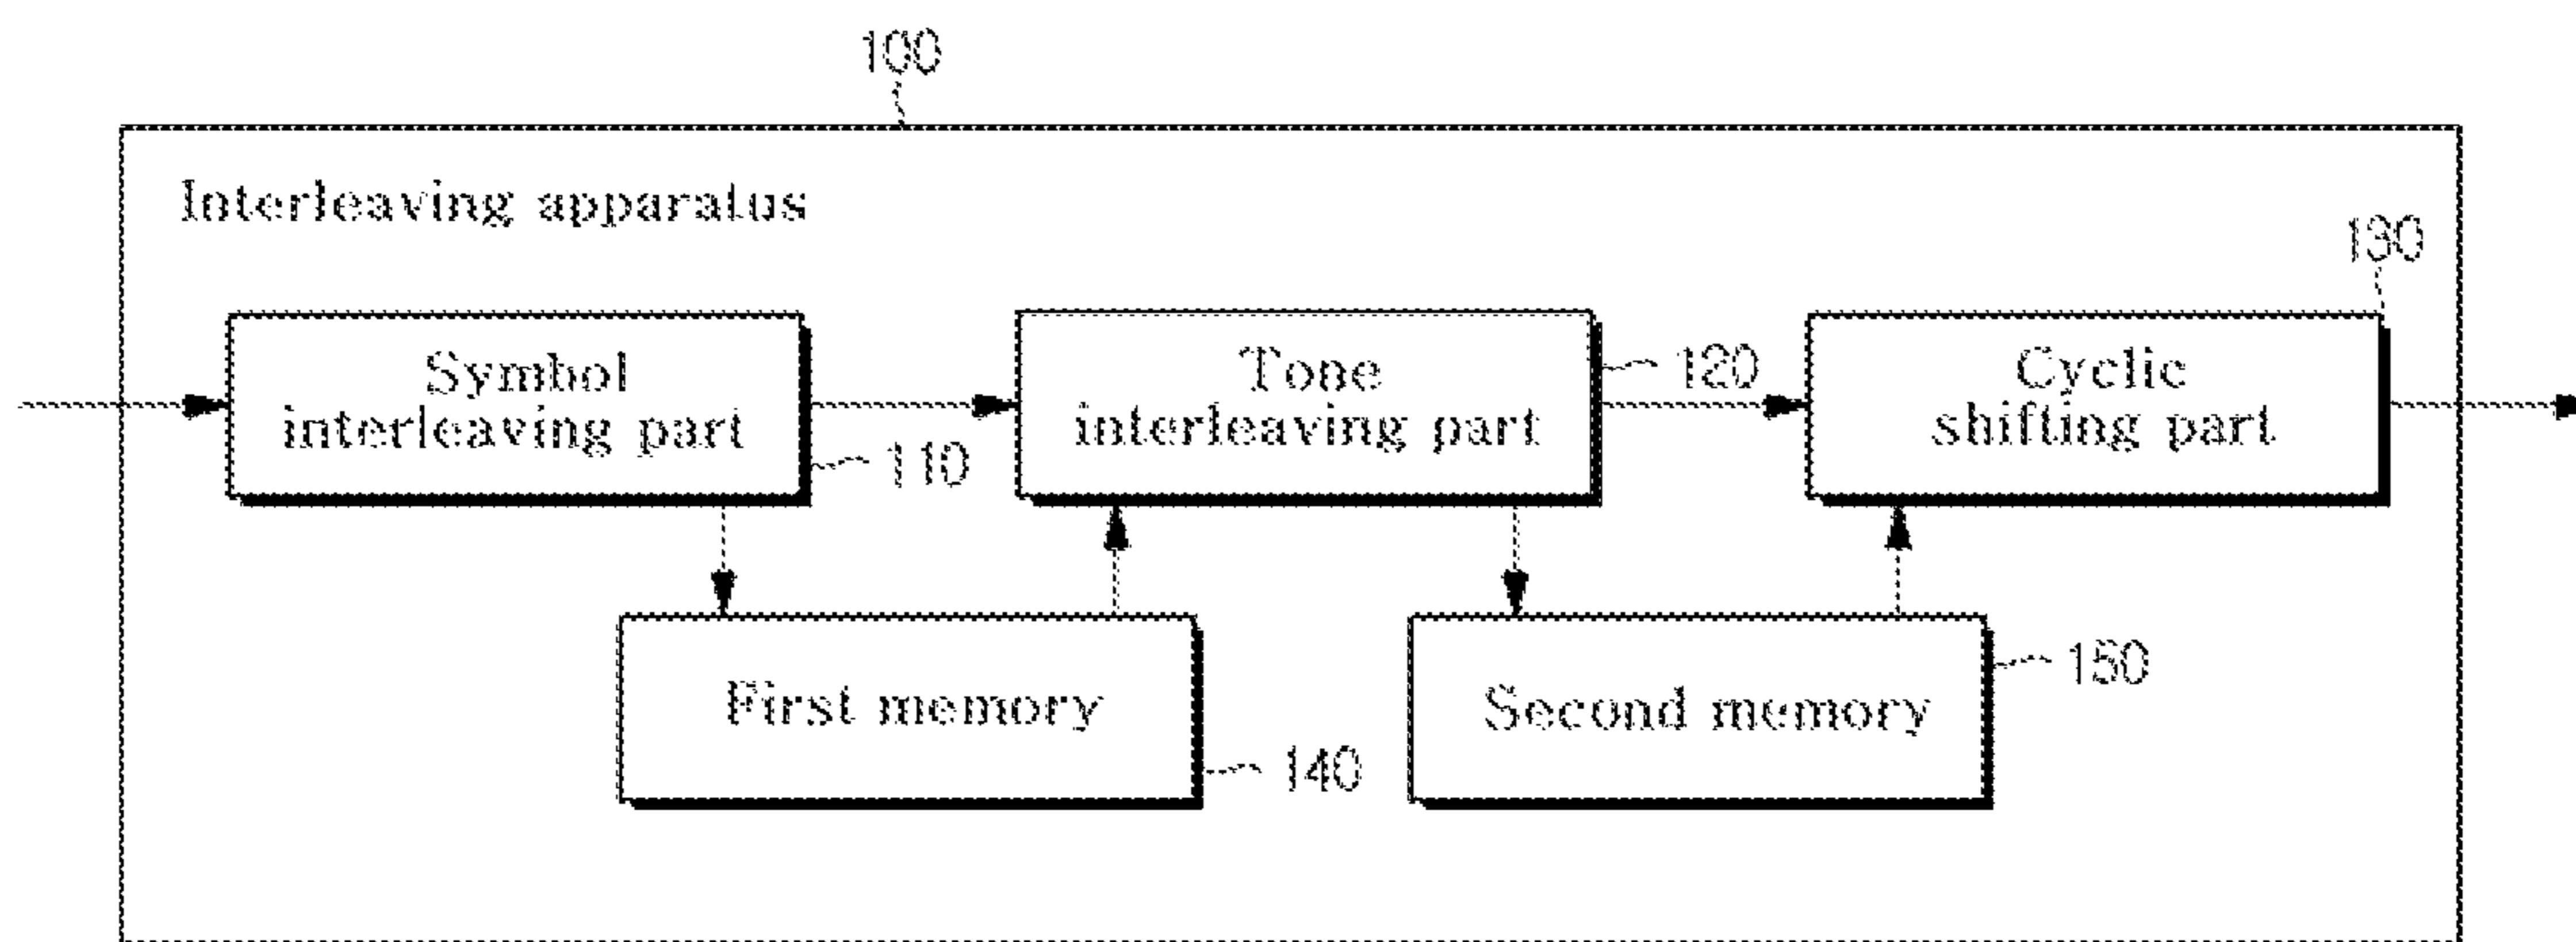 100
Interleaving apparatus
130
Symbol
interleaving part
110
Tone
interleaving part
120
Cyclic
shifting part
First memory
140
Second memory
150